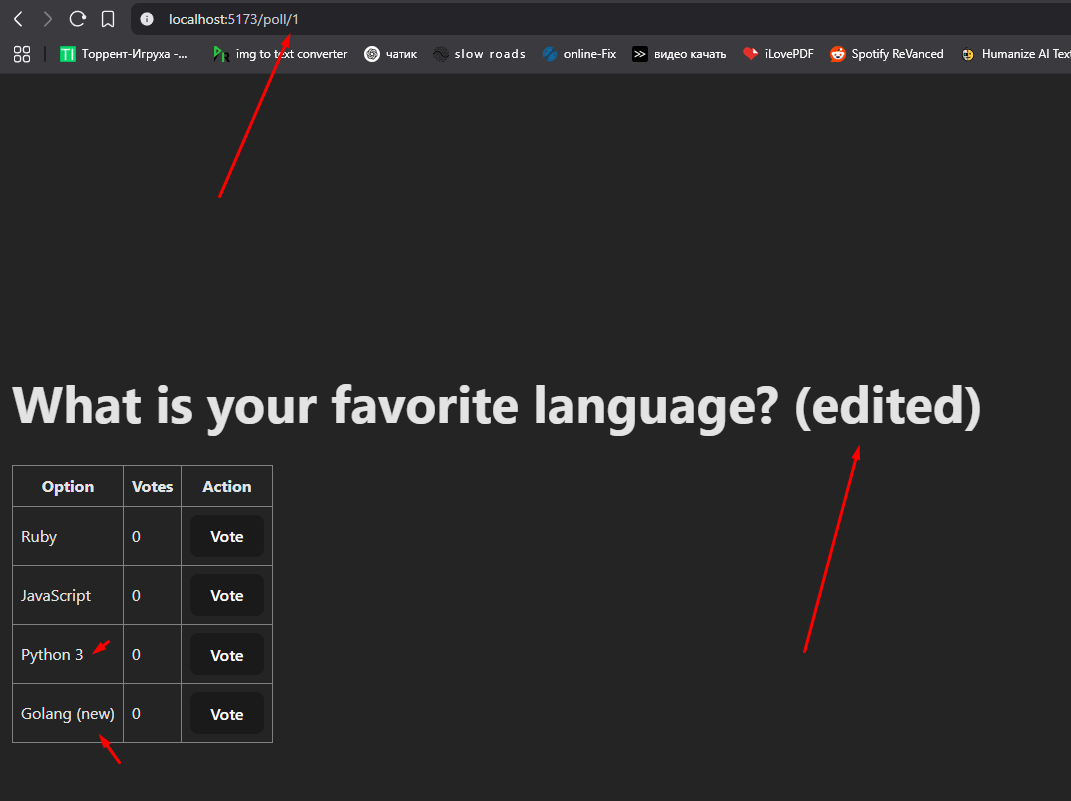 localhost:5173/poll/1
TI Торрент-Игруха -... img to text converter чатик slow roads online-Fix видео качать iLovePDF Spotify ReVanced Humanize AI Text
What is your favorite language? (edited)
Option Votes Action
Ruby 0 Vote
JavaScript 0 Vote
Python 3 0 Vote
Golang (new) 0 Vote